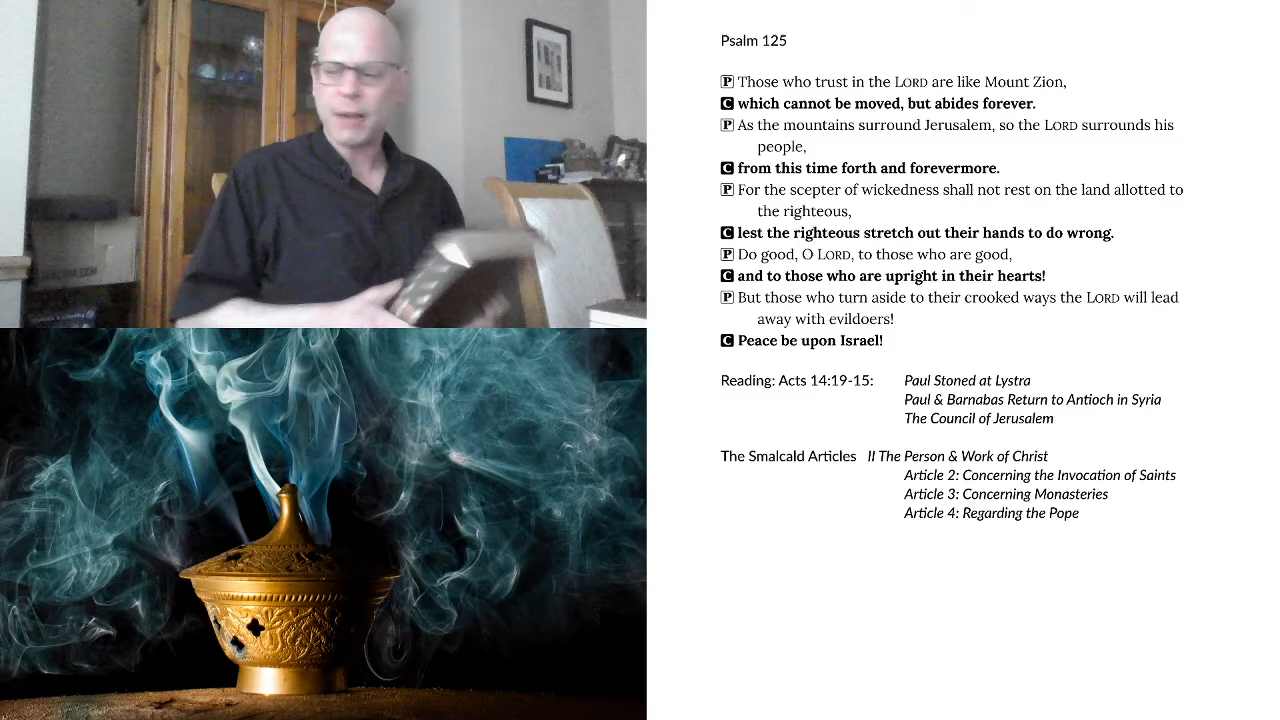 Psalm 125
P Those who trust in the LORD are like Mount Zion,
C which cannot be moved, but abides forever.
P As the mountains surround Jerusalem, so the LORD surrounds his
people,
C from this time forth and forevermore.
P For the scepter of wickedness shall not rest on the land allotted to
the righteous,
C lest the righteous stretch out their hands to do wrong.
P Do good, O LORD, to those who are good,
C and to those who are upright in their hearts!
P But those who turn aside to their crooked ways the LORD will lead
away with evildoers!
C Peace be upon Israel!
Reading: Acts 14:19-15: Paul Stoned at Lystra
Paul & Barnabas Return to Antioch in Syria
The Council of Jerusalem
The Smalcald Articles II The Person & Work of Christ
Article 2: Concerning the Invocation of Saints
Article 3: Concerning Monasteries
Article 4: Regarding the Pope